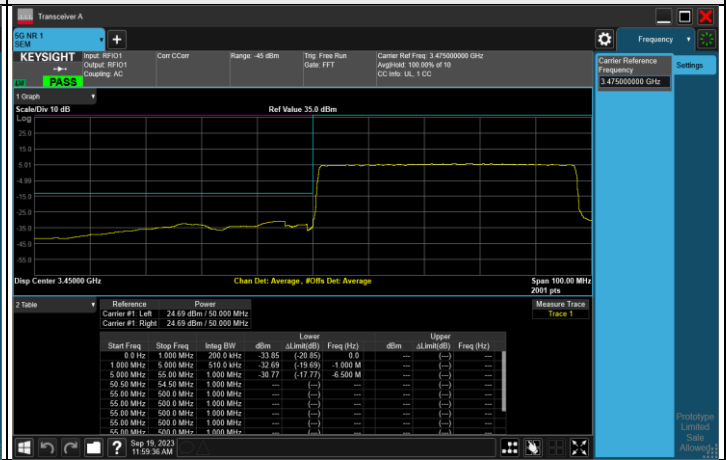 Transceiver A
5G NR 1
SEM
Frequency
KEYSIGHT Input: RFIO1 Corr CCorr Range: -45 dBm Trig: Free Run Carrier Ref Freq: 3.475000000 GHz
Output: RFIO1 Gate: FFT Avg|Hold: 100.00% of 10
Coupling: AC CC Info: UL, 1 CC
PASS
Carrier Reference
Frequency
3.475000000 GHz
Settings
1 Graph
Scale/Div 10 dB Ref Value 35.0 dBm
Log
25.0
15.0
5.01
-4.99
-15.0
-25.0
-35.0
-45.0
-55.0
Disp Center 3.45000 GHz Chan Det: Average, #Offs Det: Average Span 100.00 MHz
2001 pts
2 Table
Reference Power
Carrier #1: Left 24.69 dBm / 50.000 MHz
Carrier #1: Right 24.69 dBm / 50.000 MHz
Measure Trace
Trace 1
Lower Upper
Start Freq Stop Freq Integ BW dBm ΔLimit(dB) Freq (Hz) dBm ΔLimit(dB) Freq (Hz)
0.0 Hz 1.000 MHz 200.0 kHz -33.85 (-20.85) 0.0 --- (---) ---
1.000 MHz 5.000 MHz 510.0 kHz -32.69 (-19.69) -1.000 M --- (---) ---
5.000 MHz 55.00 MHz 1.000 MHz -30.77 (-17.77) -6.500 M --- (---) ---
50.50 MHz 54.50 MHz 1.000 MHz --- (---) --- --- (---) ---
55.00 MHz 500.0 MHz 1.000 MHz --- (---) --- --- (---) ---
55.00 MHz 500.0 MHz 1.000 MHz --- (---) --- --- (---) ---
55.00 MHz 500.0 MHz 1.000 MHz --- (---) --- --- (---) ---
55.00 MHz 500.0 MHz 1.000 MHz --- (---) --- --- (---) ---
55.00 MHz 500.0 MHz 1.000 MHz --- (---) --- --- (---) ---
Prototype
Limited
Sale
Allowed
Sep 19, 2023
11:59:36 AM